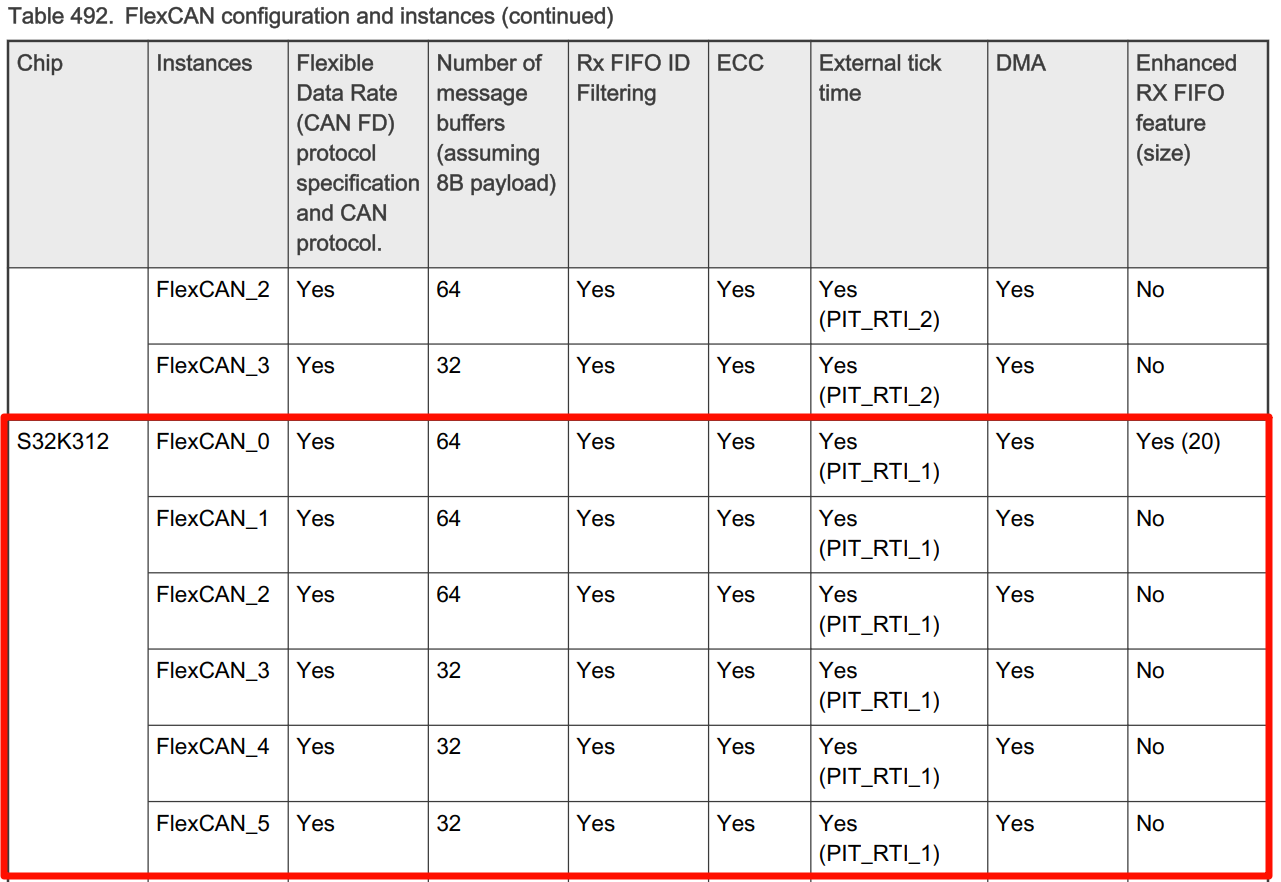 Table 492. FlexCAN configuration and instances (continued)
Chip Instances Flexible Data Rate (CAN FD) protocol specification and CAN protocol. Number of message buffers (assuming 8B payload) Rx FIFO ID Filtering ECC External tick time DMA Enhanced RX FIFO feature (size)
FlexCAN_2 Yes 64 Yes Yes Yes (PIT_RTI_2) Yes No
FlexCAN_3 Yes 32 Yes Yes Yes (PIT_RTI_2) Yes No
S32K312 FlexCAN_0 Yes 64 Yes Yes Yes (PIT_RTI_1) Yes Yes (20)
FlexCAN_1 Yes 64 Yes Yes Yes (PIT_RTI_1) Yes No
FlexCAN_2 Yes 64 Yes Yes Yes (PIT_RTI_1) Yes No
FlexCAN_3 Yes 32 Yes Yes Yes (PIT_RTI_1) Yes No
FlexCAN_4 Yes 32 Yes Yes Yes (PIT_RTI_1) Yes No
FlexCAN_5 Yes 32 Yes Yes Yes (PIT_RTI_1) Yes No